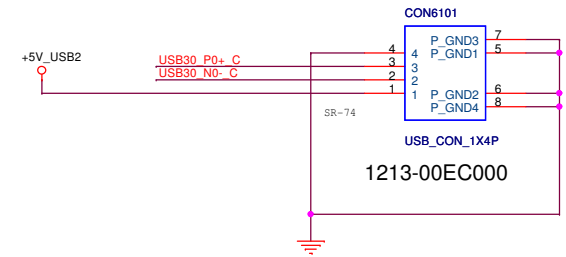 CON6101
+5V_USB2
4 4 P_GND3 7
P_GND1 5
USB30_P0+_C 3 3
USB30_N0-_C 2 2
1 1 P_GND2 6
P_GND4 8
SR-74
USB_CON_1X4P
1213-00EC000